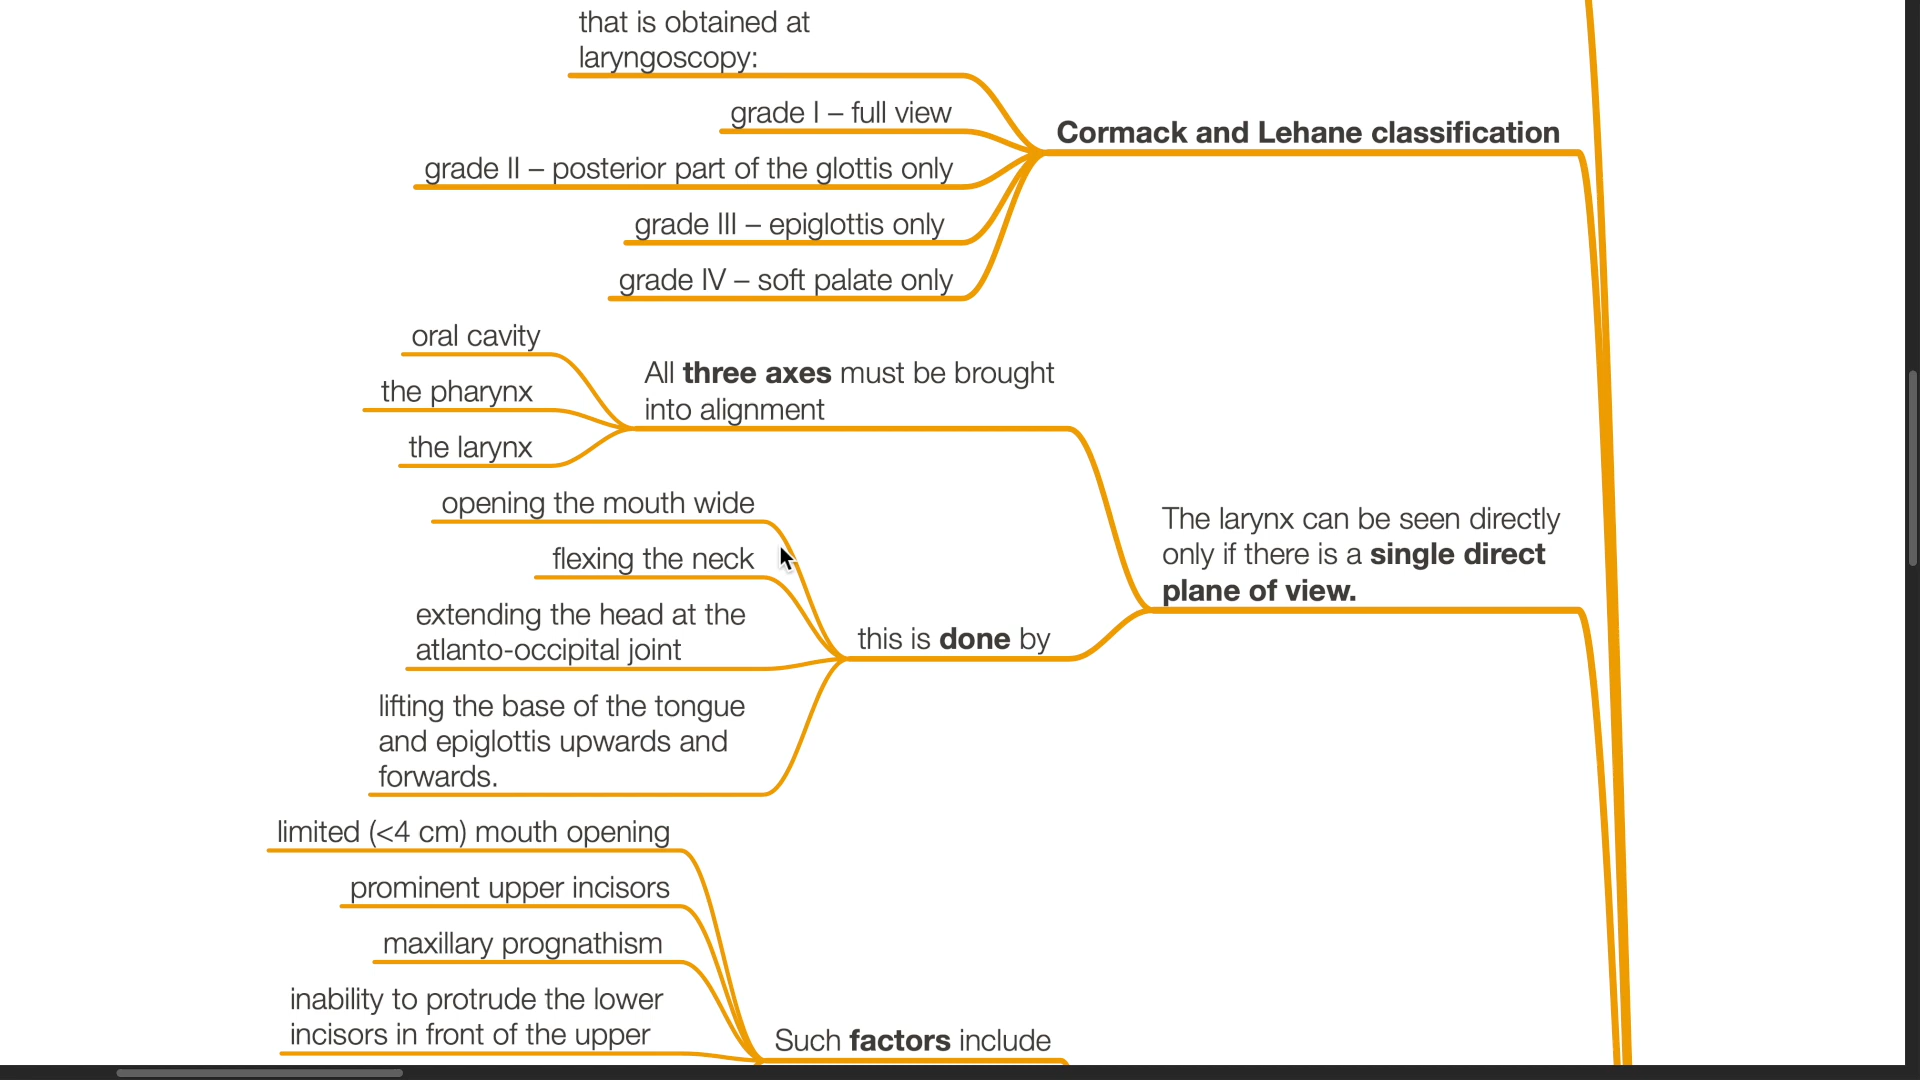 that is obtained at
laryngoscopy:
grade I – full view
Cormack and Lehane classification
grade II – posterior part of the glottis only
grade III – epiglottis only
grade IV – soft palate only
oral cavity
the pharynx
the larynx
All three axes must be brought
into alignment
opening the mouth wide
flexing the neck
extending the head at the
atlanto-occipital joint
lifting the base of the tongue
and epiglottis upwards and
forwards.
this is done by
The larynx can be seen directly
only if there is a single direct
plane of view.
limited (<4 cm) mouth opening
prominent upper incisors
maxillary prognathism
inability to protrude the lower
incisors in front of the upper
Such factors include